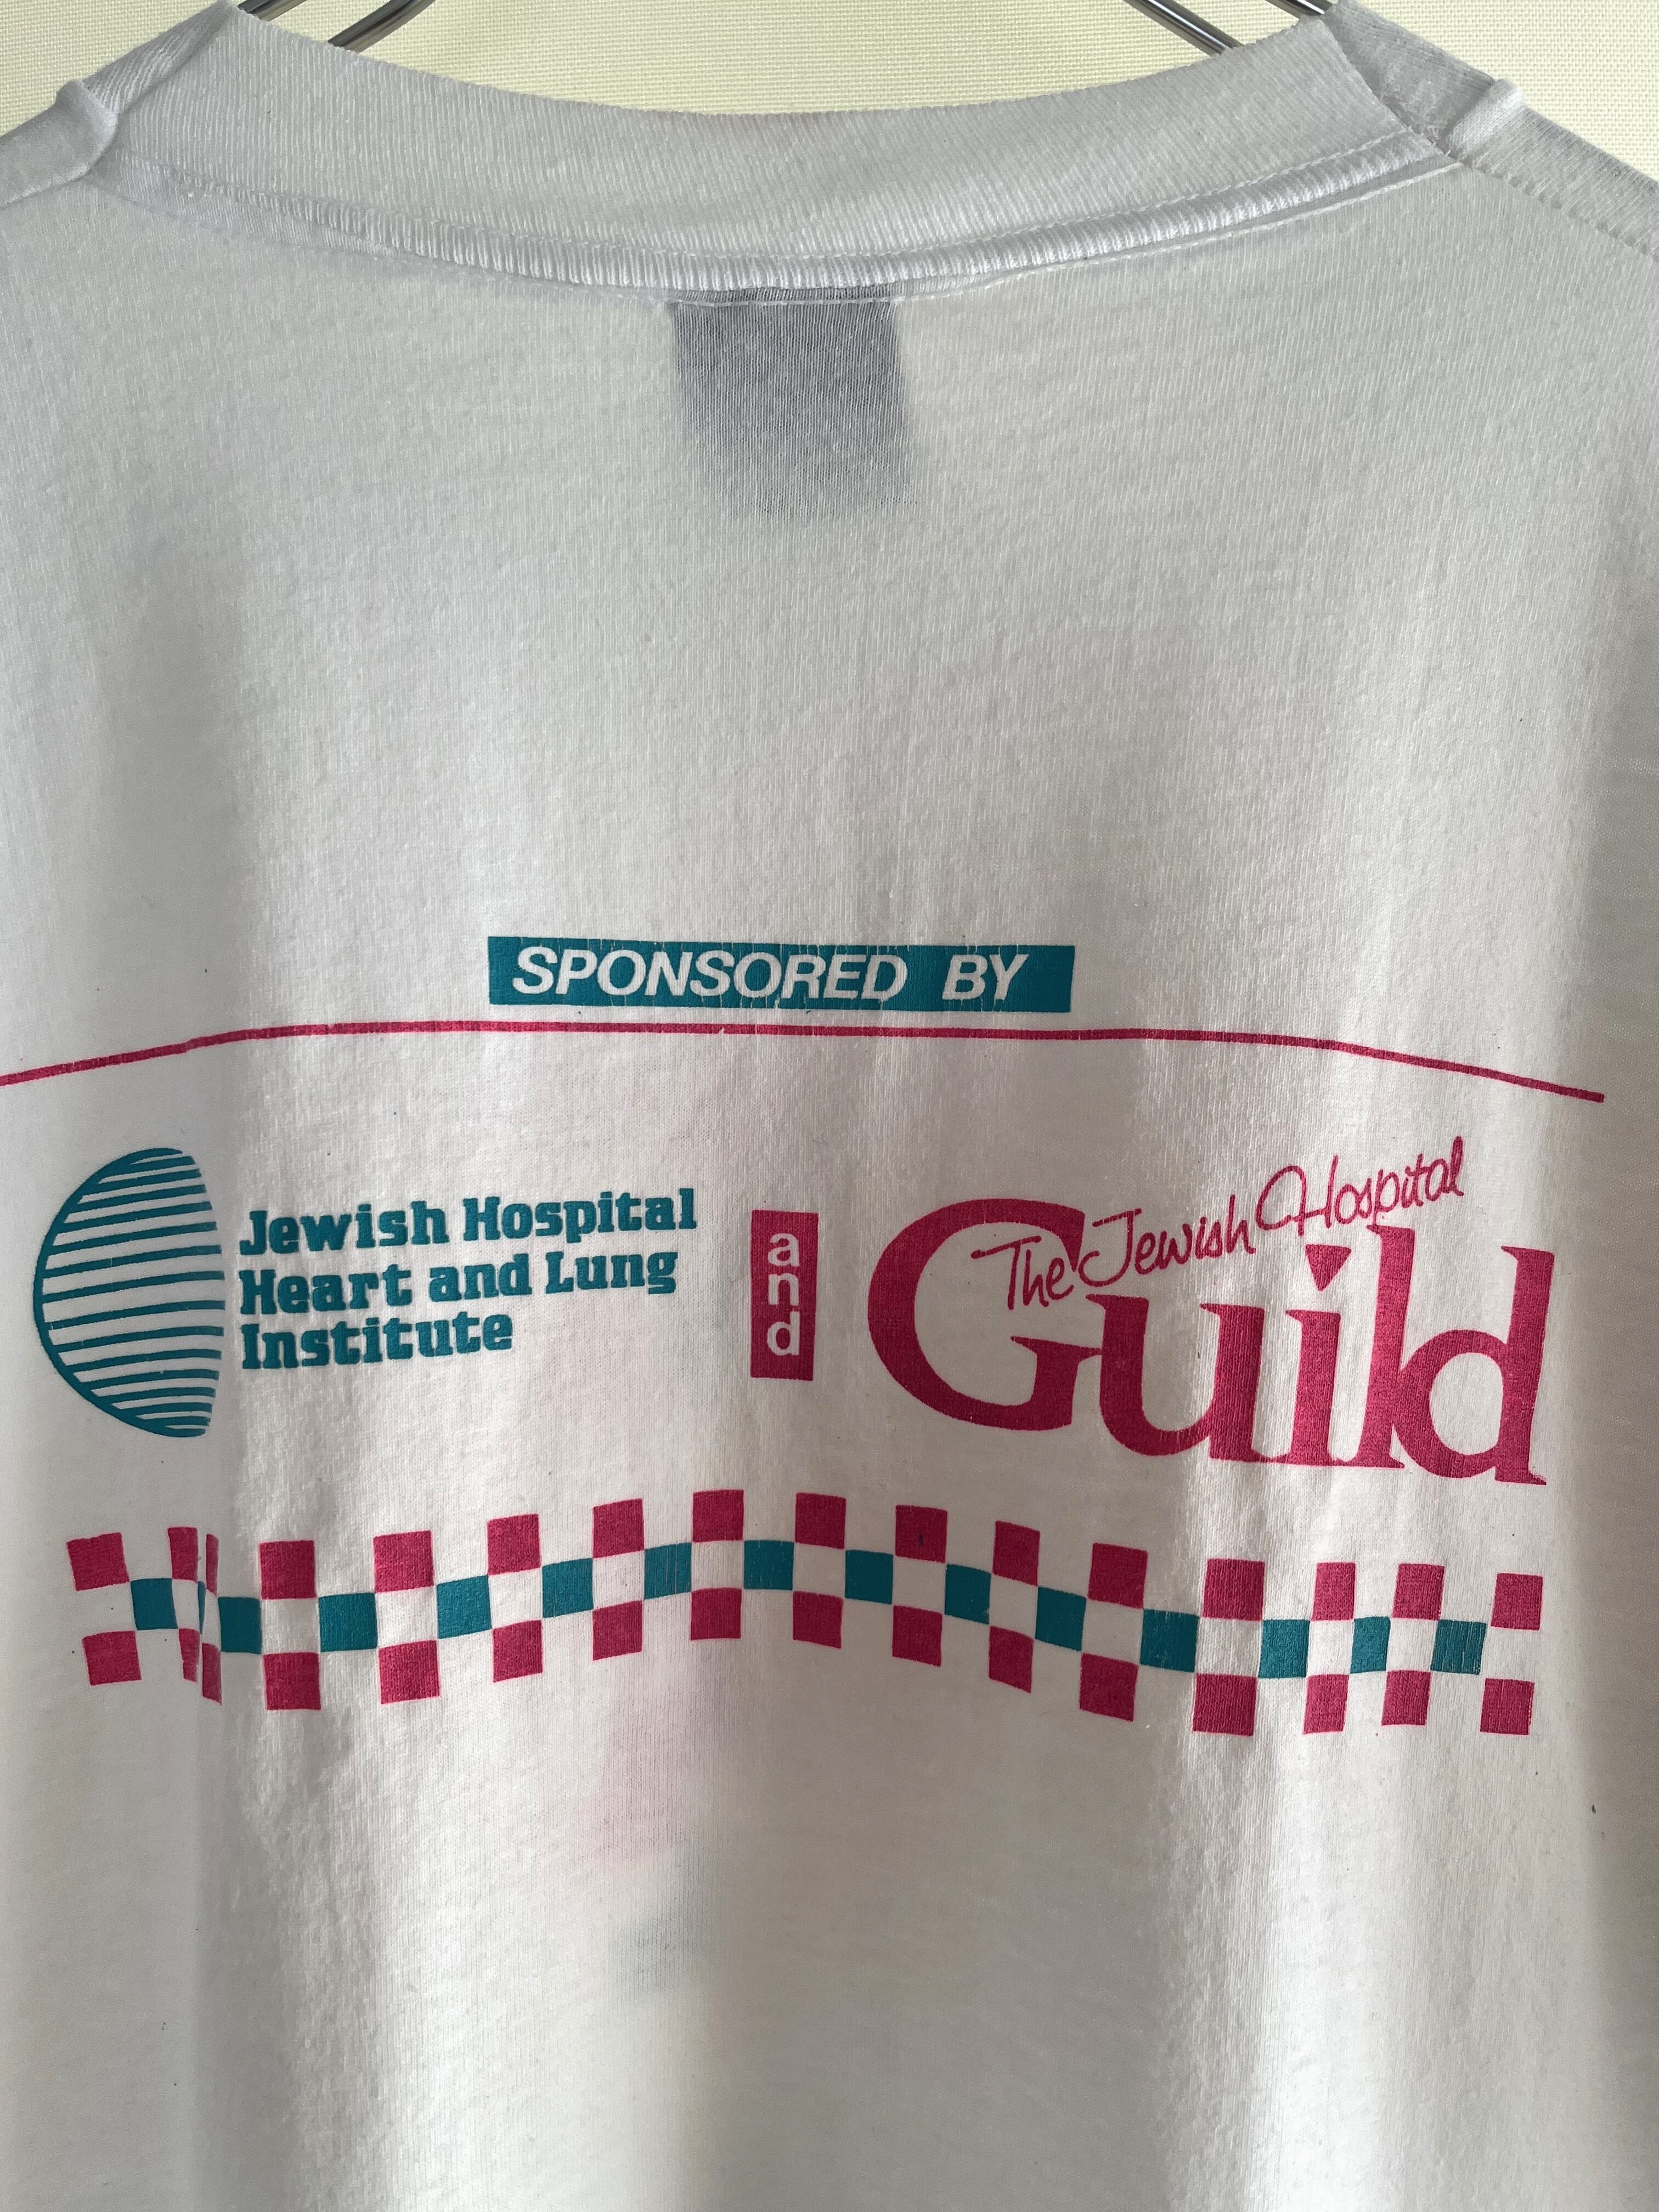 SPONSORED BY
Jewish Hospital
Heart and Lung
Institute
and
The Jewish Hospital
Guild